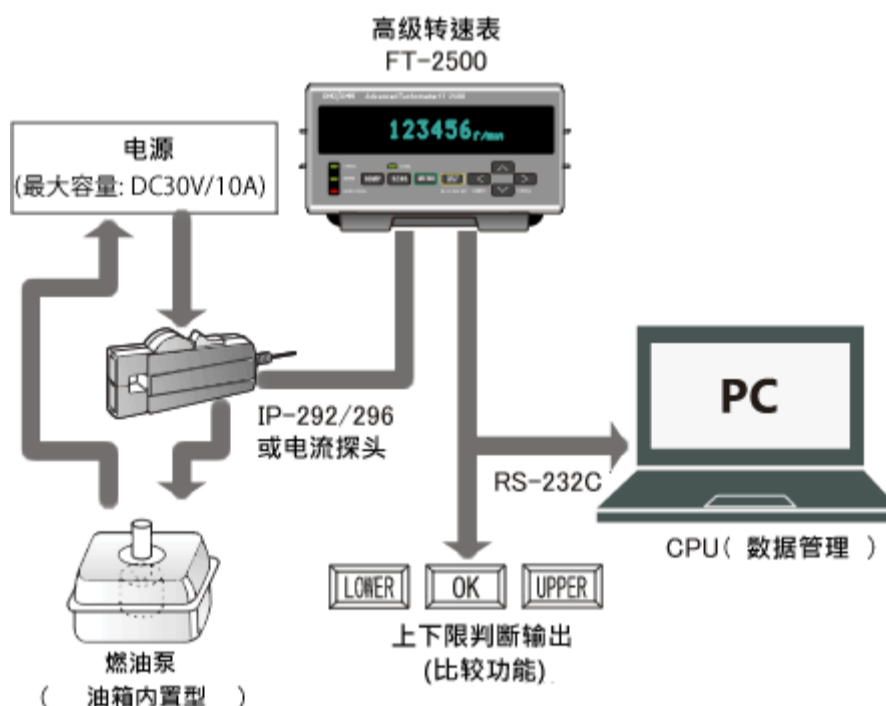 高级转速表
FT-2500
123456r/min
电源
(最大容量: DC30V/10A)
IP-292/296
或电流探头
PC
RS-232C
CPU( 数据管理 )
LOWER OK UPPER
上下限判断输出
(比较功能)
燃油泵
( 油箱内置型 )